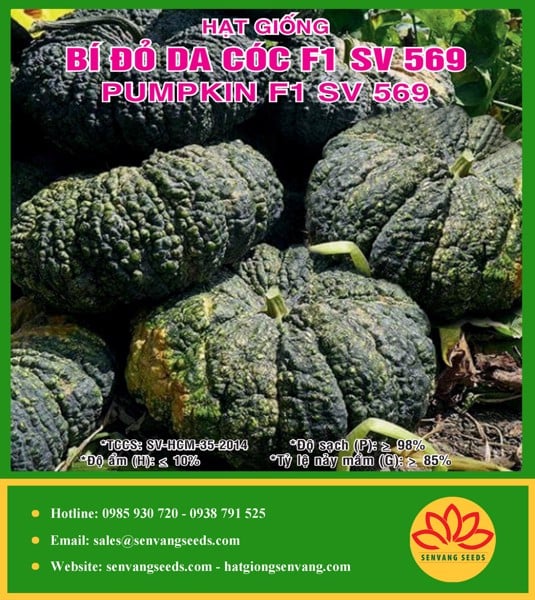 HẠT GIỐNG
BÍ ĐỎ DA CÓC F1 SV 569
PUMPKIN F1 SV 569
*TCCS: SV-HCM-35-2014 *Độ sạch (P): ≥ 98%
*Độ ẩm (H): ≤ 10% *Tỷ lệ nảy mầm (G): ≥ 85%
Hotline: 0985 930 720 - 0938 791 525
Email: sales@senvangseeds.com
Website: senvangseeds.com - hatgiongsenvang.com
SENVANG SEEDS